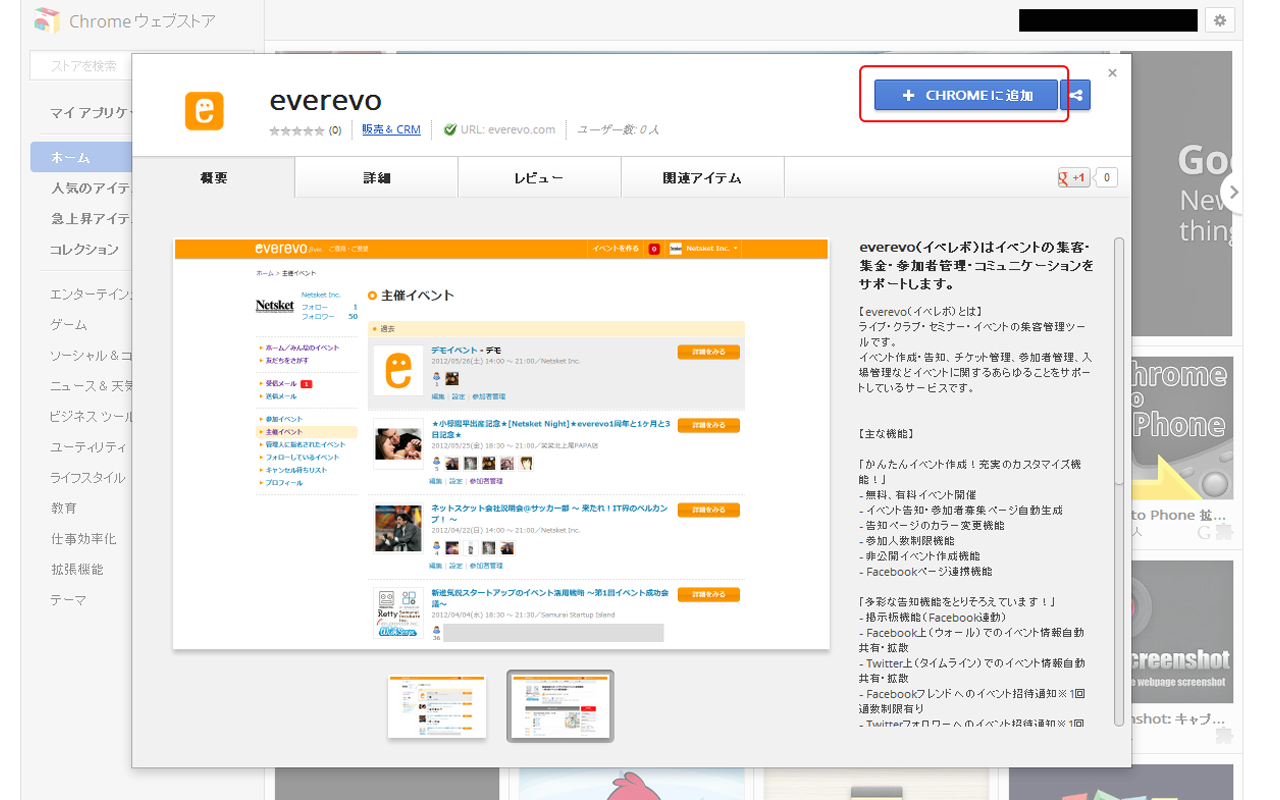 Chrome ウェブストア
ストアを検索
マイ アプリケ
ホーム
人気のアイテ
急上昇アイテ
コレクション
エンターテイン
ゲーム
ソーシャル & コ
ニュース & 天気
ビジネス ツール
ユーティリティ
ライフスタイル
教育
仕事効率化
拡張機能
テーマ
everevo
(0)
販売 & CRM
URL: everevo.com
ユーザー数: 0 人
+ CHROME に追加
概要
詳細
レビュー
関連アイテム
+1
0
everevo
ご意見・ご要望
イベントを作る
0
Netsket Inc.
ホーム > 主催イベント
Netsket
Netsket Inc.
フォロー 1
フォロワー 50
ホーム／みんなのイベント
友だちをさがす
受信メール 1
送信メール
参加イベント
主催イベント
管理人に指名されたイベント
フォローしているイベント
キャンセル待ちリスト
プロフィール
主催イベント
過去
デモイベント - デモ
2012/05/26(土) 14:00 ～ 21:00／Netsket Inc.
詳細をみる
1
編集 | 設定 | 参加者管理
2012/05/25(金) 18:30 ～ 21:00／笑笑北上尾PAPA店
詳細をみる
5
編集 | 設定 | 参加者管理
ネットスケット会社説明会@サッカー部 ～ 来たれ！IT界のペルカンプ！ ～
2012/04/22(日) 14:00 ～ 21:00／Netsket Inc.
詳細をみる
4
編集 | 設定 | 参加者管理
新進気鋭スタートアップのイベント活用戦略 ～第1回イベント成功会議～
2012/04/04(水) 18:30 ～ 21:30／Samurai Startup Island
詳細をみる
36
everevo（イベレボ）はイベントの集客・
集金・参加者管理・コミュニケーションを
サポートします。
【everevo（イベレボ）とは】
ライブ・クラブ・セミナー・イベントの集客管理ツー
ルです。
イベント作成・告知、チケット管理、参加者管理、入
場管理などイベントに関するあらゆることをサポー
トしているサービスです。
【主な機能】
「かんたんイベント作成！充実のカスタマイズ機
能！」
- 無料、有料イベント開催
- イベント告知・参加者募集ページ自動生成
- 告知ページのカラー変更機能
- 参加人数制限機能
- 非公開イベント作成機能
- Facebookページ連携機能
「多彩な告知機能をとりそろえています！」
- 掲示板機能（Facebook連動）
- Facebook上（ウォール）でのイベント情報自動
共有・拡散
- Twitter上（タイムライン）でのイベント情報自動
共有・拡散
- Facebookフレンドへのイベント招待通知※1回
通数制限有り
- Twitterフォロワーへのイベント招待通知※1回
Goo
New
thing
hrome
to
Phone
to Phone 拡...
人
creenshot
e webpage screenshot
nshot: キャプ...